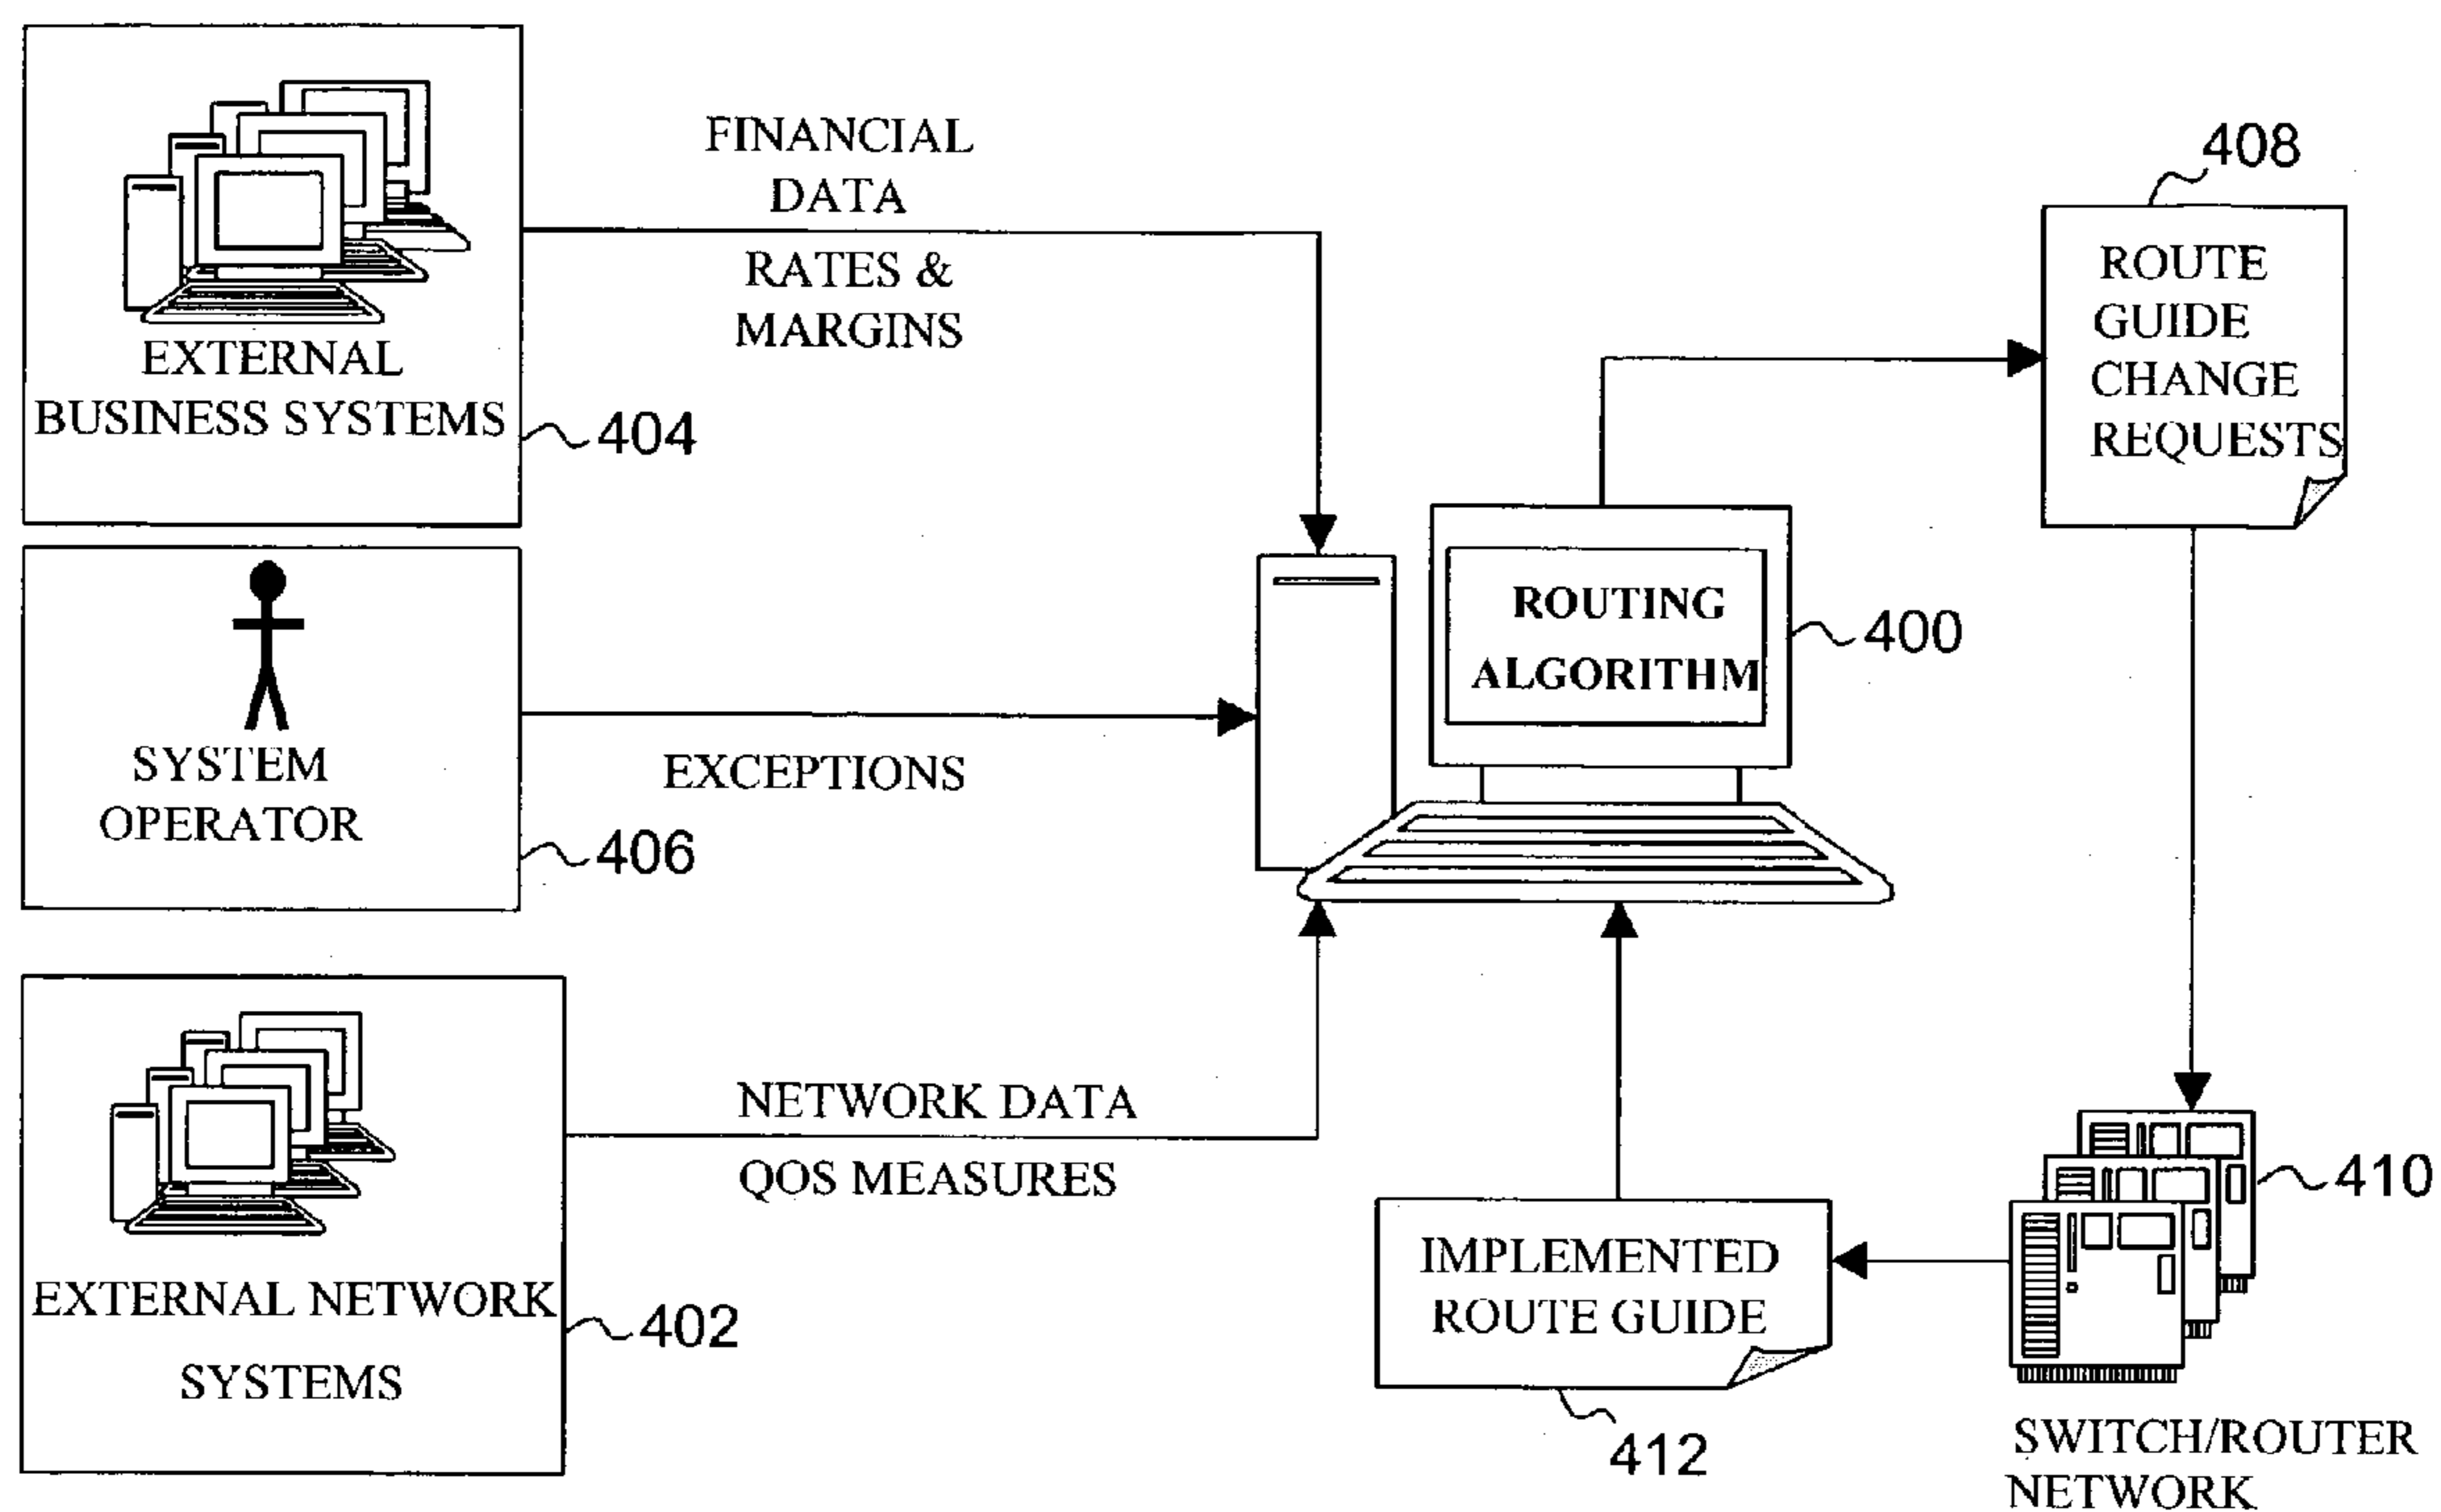 FINANCIAL
DATA
RATES &
MARGINS
EXTERNAL
BUSINESS SYSTEMS
404
408
ROUTE
GUIDE
CHANGE
REQUESTS
SYSTEM
OPERATOR
406
EXCEPTIONS
ROUTING
ALGORITHM
400
NETWORK DATA
QOS MEASURES
EXTERNAL NETWORK
SYSTEMS
402
IMPLEMENTED
ROUTE GUIDE
412
410
SWITCH/ROUTER
NETWORK